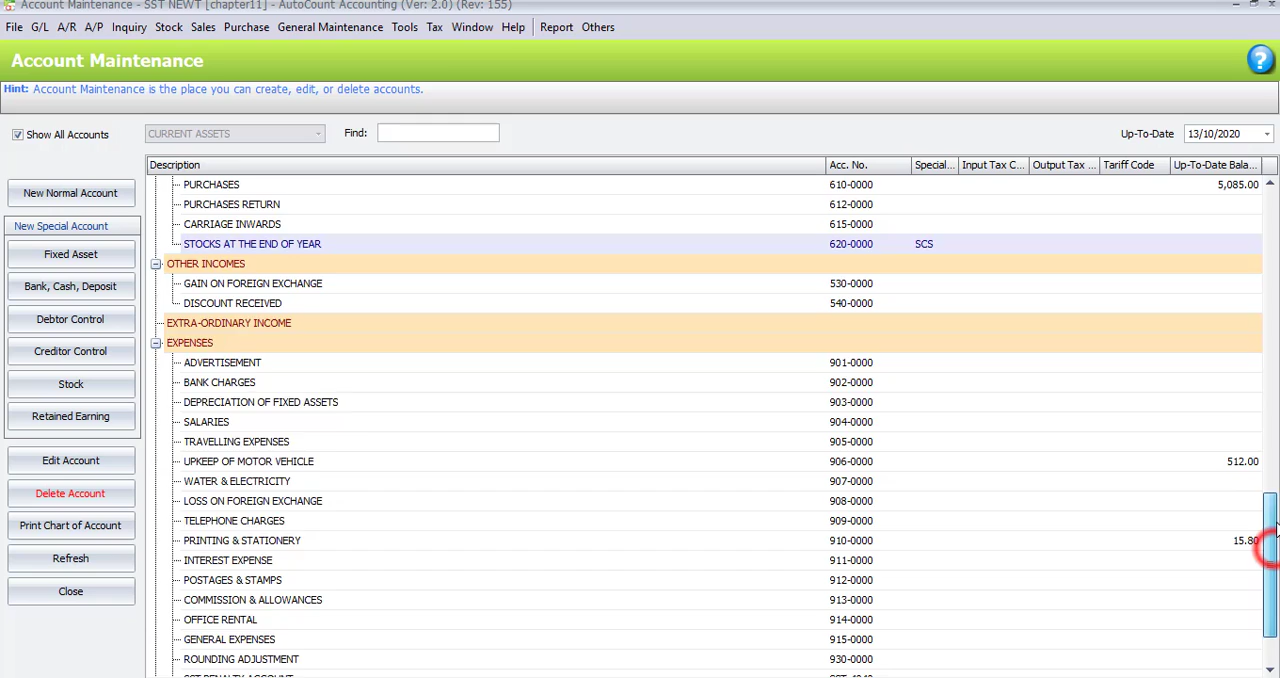 Account Maintenance - SST NEWT [chapter11] - AutoCount Accounting (Ver: 2.0) (Rev: 155)
File G/L A/R A/P Inquiry Stock Sales Purchase General Maintenance Tools Tax Window Help Report Others
Account Maintenance
?
Hint: Account Maintenance is the place you can create, edit, or delete accounts.
Show All Accounts CURRENT ASSETS Find: Up-To-Date 13/10/2020
Description Acc. No. Special... Input Tax C... Output Tax ... Tariff Code Up-To-Date Bala...
New Normal Account
New Special Account
Fixed Asset
Bank, Cash, Deposit
Debtor Control
Creditor Control
Stock
Retained Earning
Edit Account
Delete Account
Print Chart of Account
Refresh
Close
PURCHASES 610-0000 5,085.00
PURCHASES RETURN 612-0000
CARRIAGE INWARDS 615-0000
STOCKS AT THE END OF YEAR 620-0000 SCS
OTHER INCOMES
GAIN ON FOREIGN EXCHANGE 530-0000
DISCOUNT RECEIVED 540-0000
EXTRA-ORDINARY INCOME
EXPENSES
ADVERTISEMENT 901-0000
BANK CHARGES 902-0000
DEPRECIATION OF FIXED ASSETS 903-0000
SALARIES 904-0000
TRAVELLING EXPENSES 905-0000
UPKEEP OF MOTOR VEHICLE 906-0000 512.00
WATER & ELECTRICITY 907-0000
LOSS ON FOREIGN EXCHANGE 908-0000
TELEPHONE CHARGES 909-0000
PRINTING & STATIONERY 910-0000 15.80
INTEREST EXPENSE 911-0000
POSTAGES & STAMPS 912-0000
COMMISSION & ALLOWANCES 913-0000
OFFICE RENTAL 914-0000
GENERAL EXPENSES 915-0000
ROUNDING ADJUSTMENT 930-0000
SST PENALTY ACCOUNT